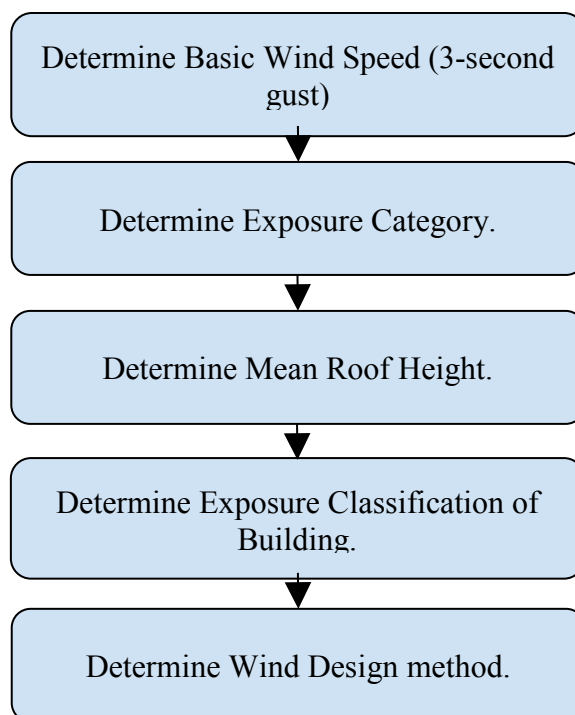 Determine Basic Wind Speed (3-second
gust)
Determine Exposure Category.
Determine Mean Roof Height.
Determine Exposure Classification of
Building.
Determine Wind Design method.